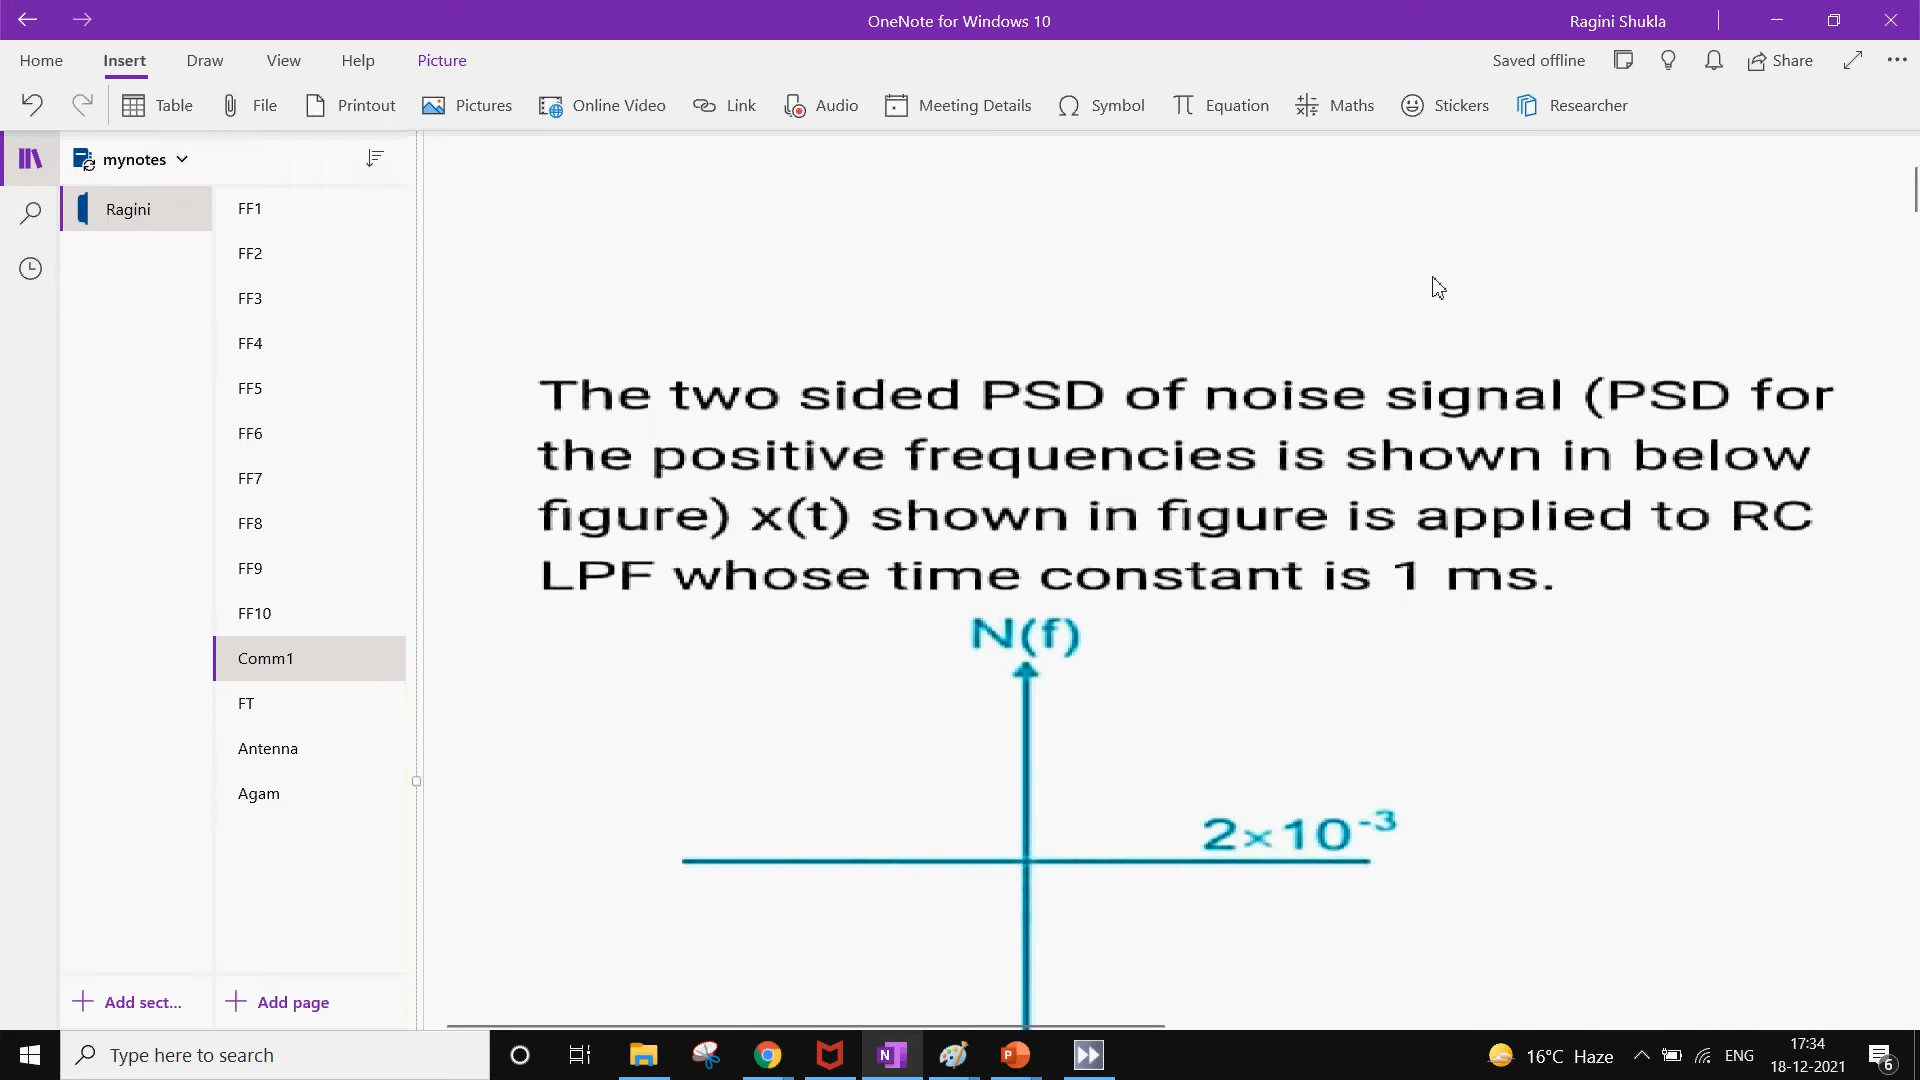 OneNote for Windows 10
Ragini Shukla
Home Insert Draw View Help Picture
Saved offline Share
Table File Printout Pictures Online Video Link Audio Meeting Details Symbol Equation Maths Stickers Researcher
mynotes
Ragini
FF1
FF2
FF3
FF4
FF5
FF6
FF7
FF8
FF9
FF10
Comm1
FT
Antenna
Agam
The two sided PSD of noise signal (PSD for
the positive frequencies is shown in below
figure) x(t) shown in figure is applied to RC
LPF whose time constant is 1 ms.
N(f)
2×10⁻³
Add sect...
Add page
Type here to search
16°C Haze
ENG
17:34
18-12-2021
6